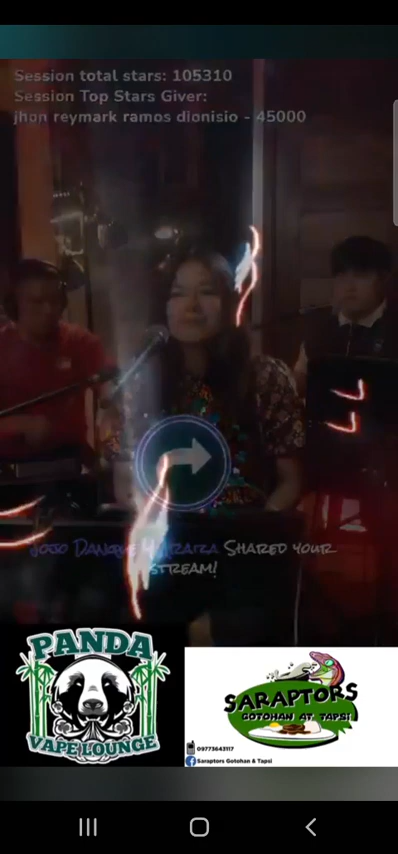 Session total stars: 105310
Session Top Stars Giver:
jhon reymark ramos dionisio - 45000
Shared your
stream!
PANDA
VAPE LOUNGE
SARAPTORS
GOTOHAN AT TAPSI
09773643117
Saraptors Gotohan & Tapsi